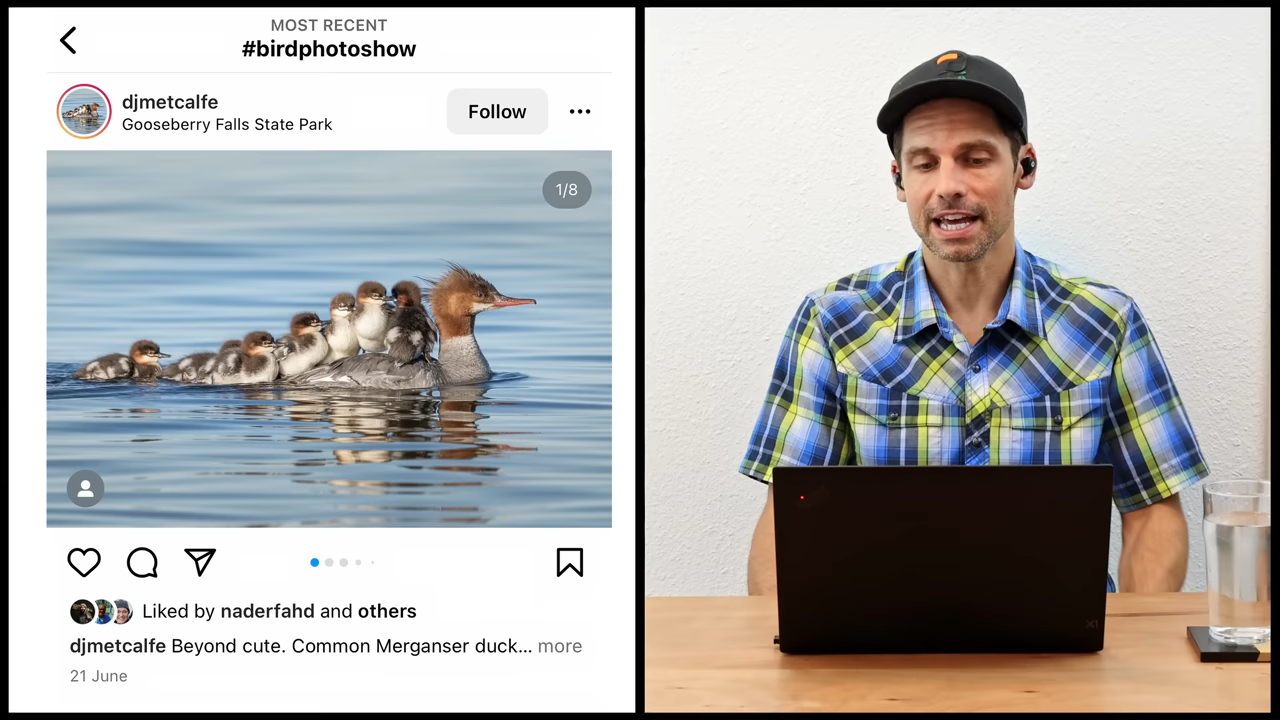 MOST RECENT
#birdphotoshow
djmetcalfe
Gooseberry Falls State Park
Follow
1/8
Liked by naderfahd and others
djmetcalfe Beyond cute. Common Merganser duck... more
21 June
X1